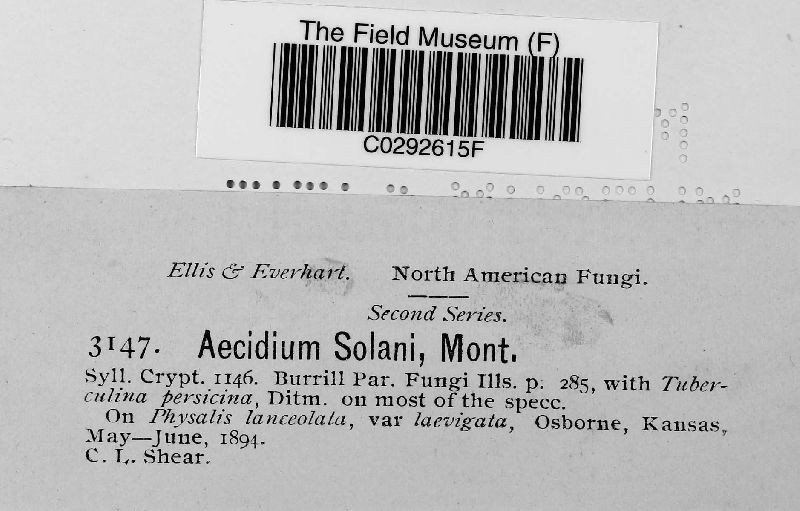 The Field Museum (F)
C0292615F
Ellis & Everhart. North American Fungi.
Second Series.
3147. Aecidium Solani, Mont.
Syll. Crypt. 1146. Burrill Par. Fungi Ills. p. 285, with Tuber-
culina persicina, Ditm. on most of the specc.
On Physalis lanceolata, var laevigata, Osborne, Kansas,
May—June, 1894.
C. L. Shear.